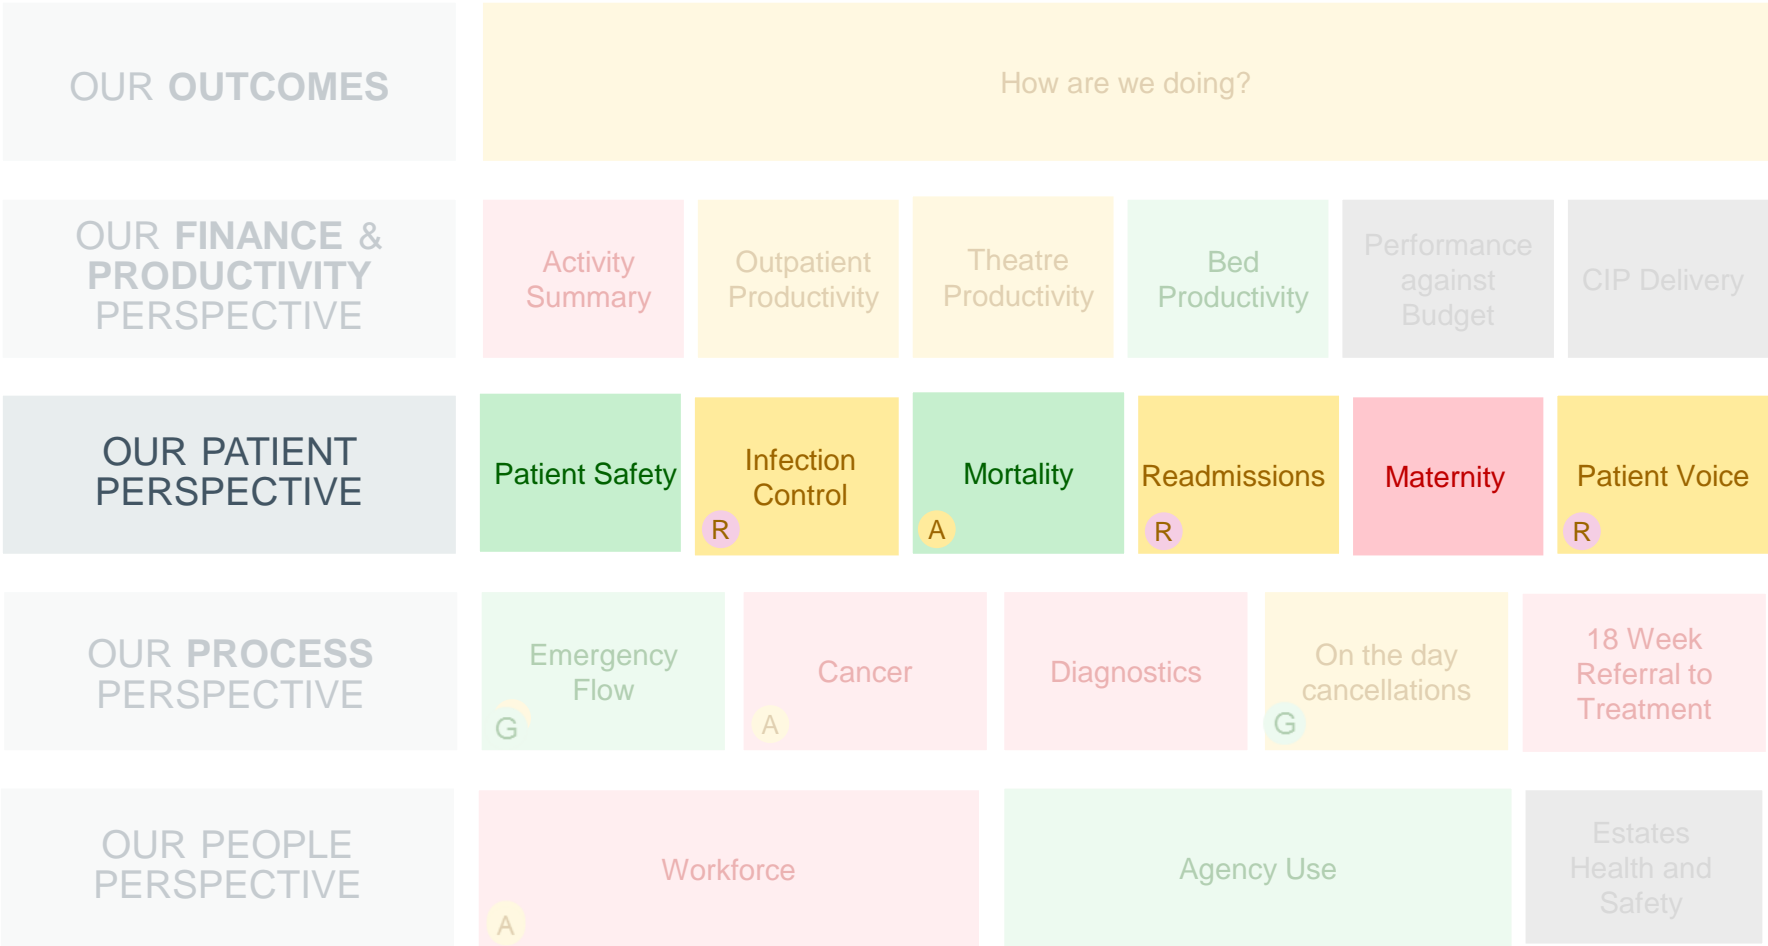 OUR OUTCOMES
How are we doing?
OUR FINANCE &
PRODUCTIVITY
PERSPECTIVE
Activity
Summary
Outpatient
Productivity
Theatre
Productivity
Bed
Productivity
Performance
against
Budget
CIP Delivery
OUR PATIENT
PERSPECTIVE
Patient Safety
Infection
Control
R
Mortality
A
Readmissions
R
Maternity
Patient Voice
R
OUR PROCESS
PERSPECTIVE
Emergency
Flow
G
Cancer
A
Diagnostics
On the day
cancellations
G
18 Week
Referral to
Treatment
OUR PEOPLE
PERSPECTIVE
Workforce
A
Agency Use
Estates
Health and
Safety